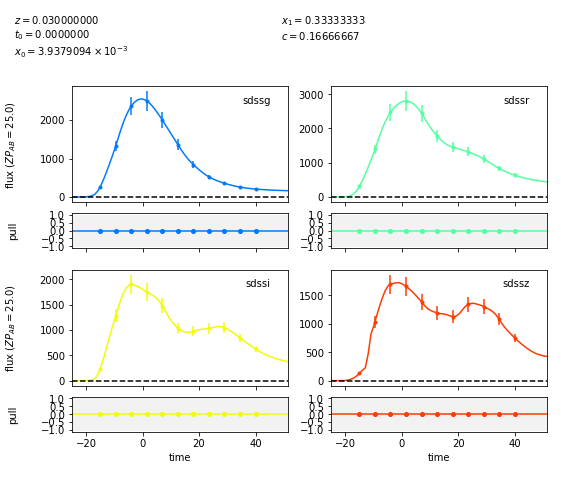 z = 0.030000000
t₀ = 0.0000000
x₀ = 3.9379094 × 10⁻³
x₁ = 0.33333333
c = 0.16666667
flux (ZP_AB = 25.0)
2000
1000
0
sdssg
3000
2000
1000
0
sdssr
pull
1.0
0.5
0.0
−0.5
−1.0
1.0
0.5
0.0
−0.5
−1.0
flux (ZP_AB = 25.0)
2000
1500
1000
500
0
sdssi
1500
1000
500
0
sdssz
pull
1.0
0.5
0.0
−0.5
−1.0
1.0
0.5
0.0
−0.5
−1.0
−20 0 20 40
time
−20 0 20 40
time